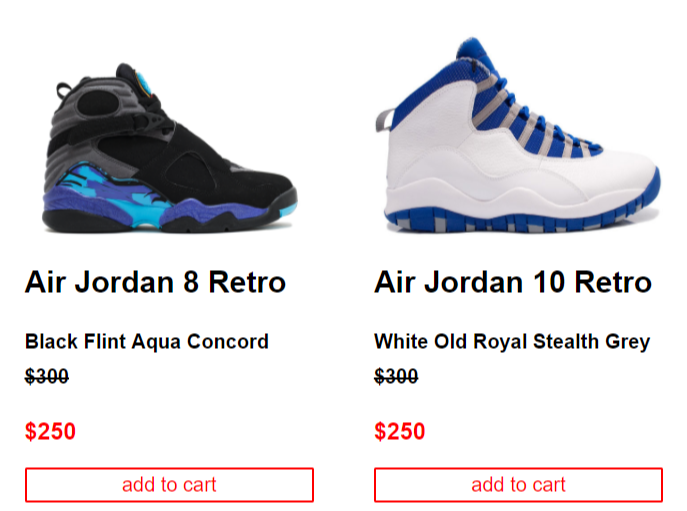 Air Jordan 8 Retro
Black Flint Aqua Concord
$300
$250
add to cart
Air Jordan 10 Retro
White Old Royal Stealth Grey
$300
$250
add to cart